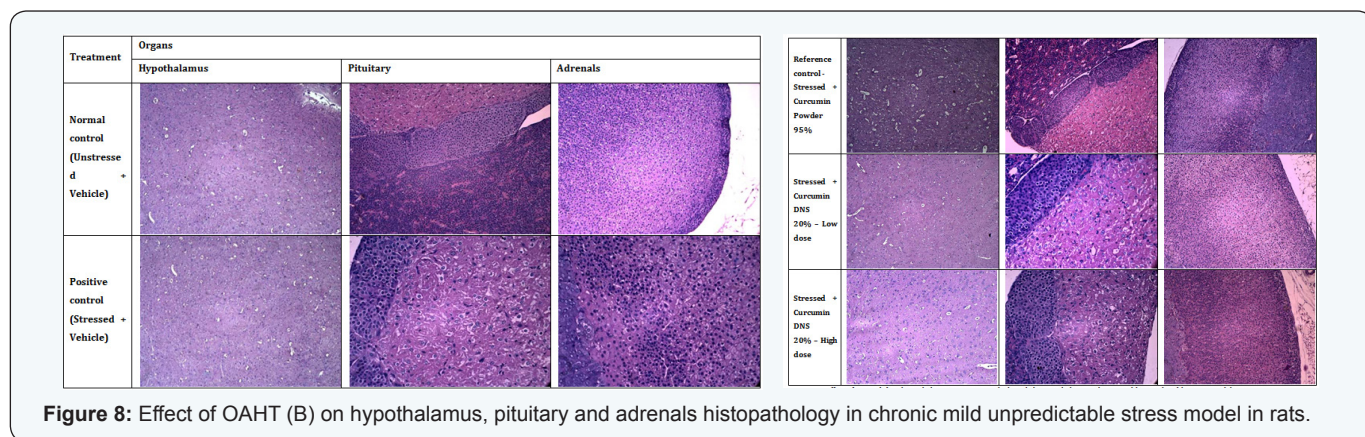 Treatment
Organs
Hypothalamus
Pituitary
Adrenals
Normal
control
(Unstresse
d +
Vehicle)
Positive
control
(Stressed +
Vehicle)
Reference
control -
Stressed +
Curcumin
Powder
95%
Stressed +
Curcumin
DNS
20% – Low
dose
Stressed +
Curcumin
DNS
20% – High
dose
Figure 8: Effect of OAHT (B) on hypothalamus, pituitary and adrenals histopathology in chronic mild unpredictable stress model in rats.